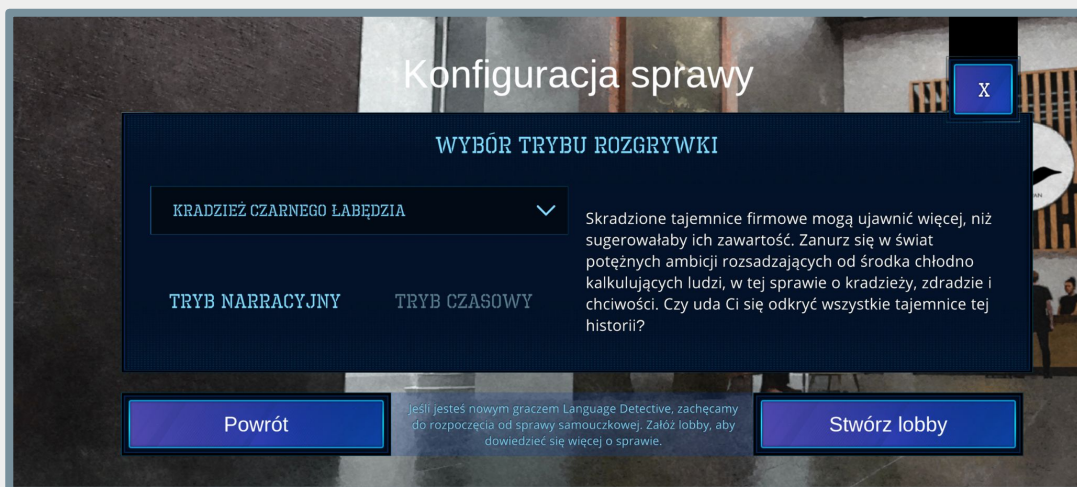 Konfiguracja sprawy
X
WYBÓR TRYBU ROZGRYWKI
KRADZIEŻ CZARNEGO ŁABĘDZIA
Skradzione tajemnice firmowe mogą ujawnić więcej, niż
sugerowałaby ich zawartość. Zanurz się w świat
potężnych ambicji rozsadzających od środka chłodno
kalkulujących ludzi, w tej sprawie o kradzieży, zdradzie i
chciwości. Czy uda Ci się odkryć wszystkie tajemnice tej
historii?
TRYB NARRACYJNY
TRYB CZASOWY
Powrót
Jeśli jesteś nowym graczem Language Detective, zachęcamy
do rozpoczęcia od sprawy samouczkowej. Załóż lobby, aby
dowiedzieć się więcej o sprawie.
Stwórz lobby